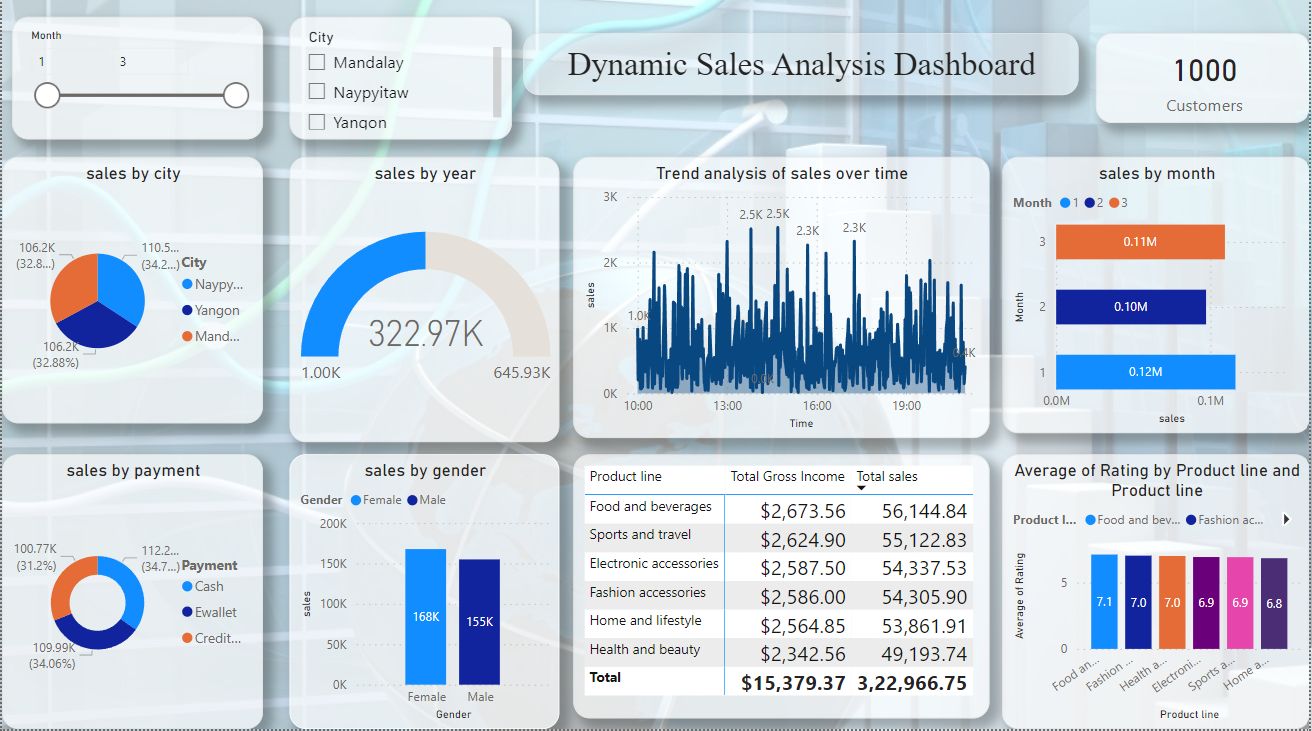 Month
1 3
City
Mandalay
Naypyitaw
Yangon
Dynamic Sales Analysis Dashboard
1000
Customers
sales by city
106.2K
(32.8...)
110.5...
(34.2...)
106.2K
(32.88%)
City
Naypy...
Yangon
Mand...
sales by year
322.97K
1.00K
645.93K
Trend analysis of sales over time
sales
3K
2K
1K
0K
1.0K
2.5K
2.5K
2.3K
2.3K
0.0K
0.4K
10:00 13:00 16:00 19:00
Time
sales by month
Month 1 2 3
Month
3 0.11M
2 0.10M
1 0.12M
0.0M 0.1M
sales
sales by payment
100.77K
(31.2%)
112.2...
(34.7...)
109.99K
(34.06%)
Payment
Cash
Ewallet
Credit...
sales by gender
Gender Female Male
sales
200K
150K
100K
50K
0K
168K
155K
Female Male
Gender
Product line Total Gross Income Total sales
Food and beverages $2,673.56 56,144.84
Sports and travel $2,624.90 55,122.83
Electronic accessories $2,587.50 54,337.53
Fashion accessories $2,586.00 54,305.90
Home and lifestyle $2,564.85 53,861.91
Health and beauty $2,342.56 49,193.74
Total $15,379.37 3,22,966.75
Average of Rating by Product line and
Product line
Product l... Food and bev... Fashion ac...
Average of Rating
5
0
7.1 7.0 7.0 6.9 6.9 6.8
Food an... Fashion ... Health a... Electroni... Sports a... Home a...
Product line